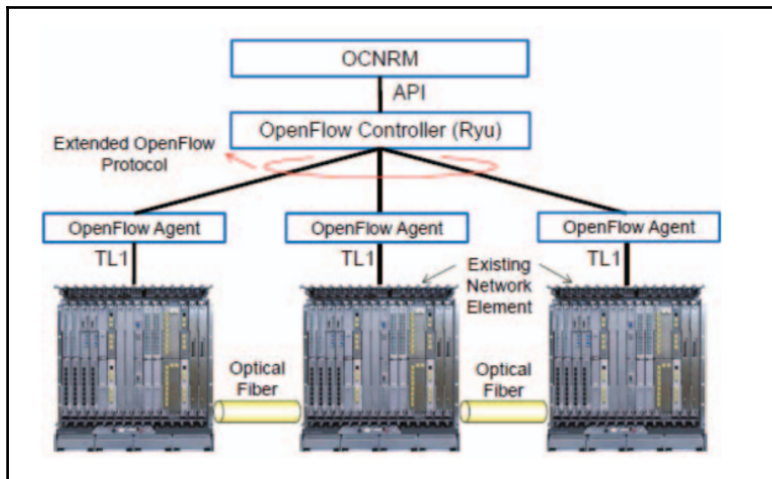 OCNRM
API
OpenFlow Controller (Ryu)
Extended OpenFlow
Protocol
OpenFlow Agent
OpenFlow Agent
OpenFlow Agent
TL1
TL1
TL1
Existing
Network
Element
Optical
Fiber
Optical
Fiber